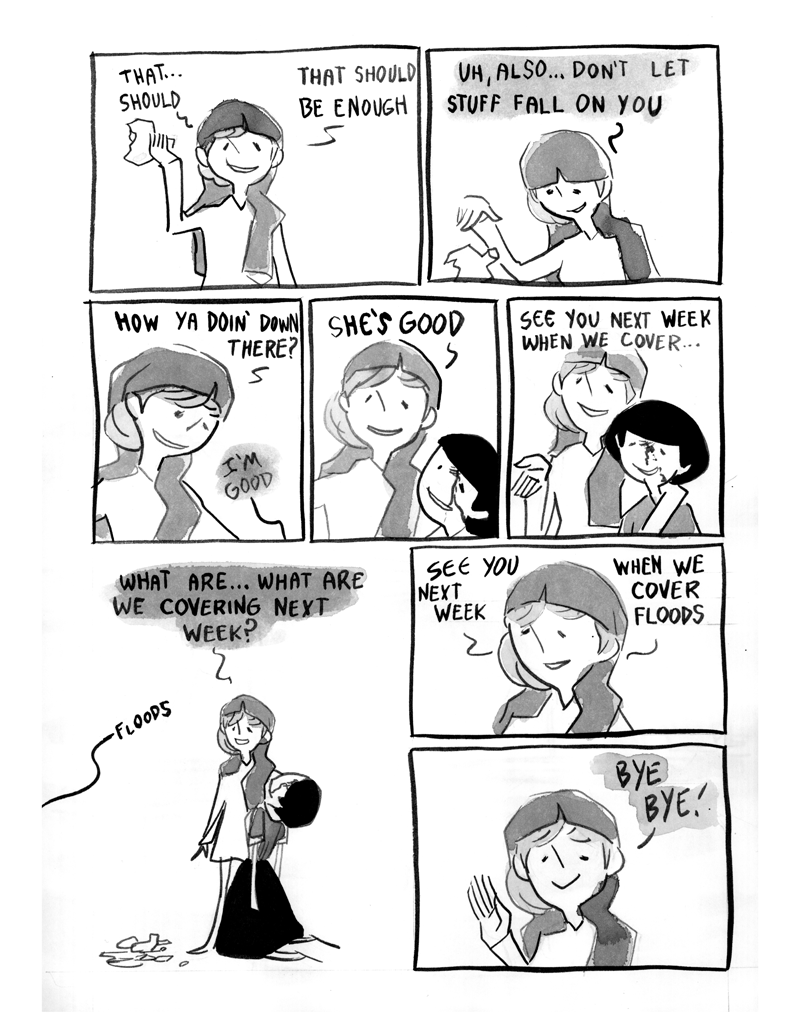 THAT...
SHOULD
THAT SHOULD
BE ENOUGH
UH, ALSO... DON'T LET
STUFF FALL ON YOU
HOW YA DOIN' DOWN
THERE?
I'M
GOOD
SHE'S GOOD
SEE YOU NEXT WEEK
WHEN WE COVER...
WHAT ARE... WHAT ARE
WE COVERING NEXT
WEEK?
FLOODS
SEE YOU
NEXT
WEEK
WHEN WE
COVER
FLOODS
BYE
BYE!